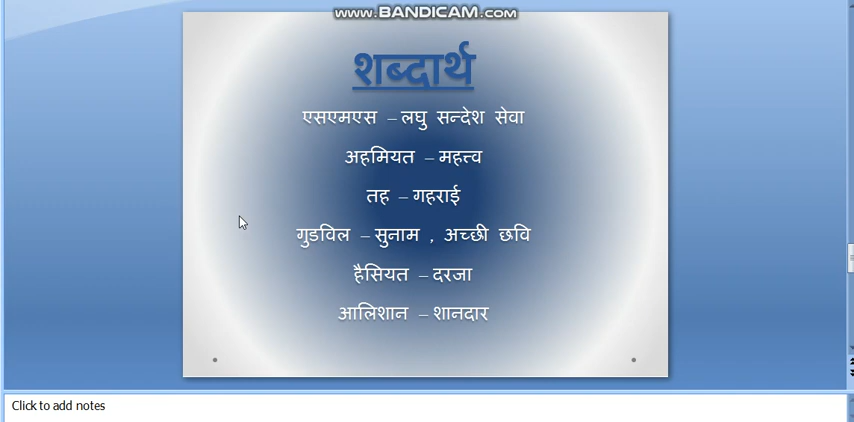 www.BANDICAM.com
शब्दार्थ
एसएमएस – लघु सन्देश सेवा
अहमियत – महत्त्व
तह – गहराई
गुडविल – सुनाम , अच्छी छवि
हैसियत – दरजा
आलिशान – शानदार
Click to add notes